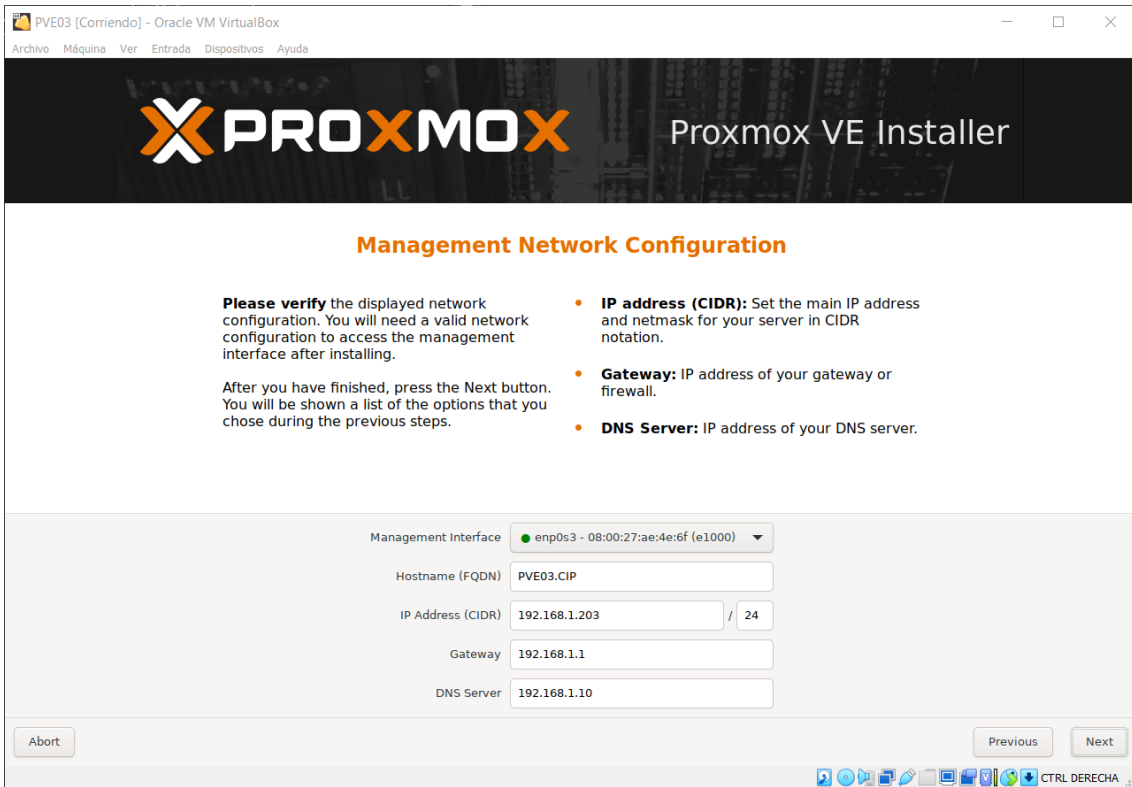 PVE03 [Corriendo] - Oracle VM VirtualBox
Archivo Máquina Ver Entrada Dispositivos Ayuda
PROXMOX
Proxmox VE Installer
Management Network Configuration
Please verify the displayed network
configuration. You will need a valid network
configuration to access the management
interface after installing.
After you have finished, press the Next button.
You will be shown a list of the options that you
chose during the previous steps.
IP address (CIDR): Set the main IP address
and netmask for your server in CIDR
notation.
Gateway: IP address of your gateway or
firewall.
DNS Server: IP address of your DNS server.
Management Interface enp0s3 - 08:00:27:ae:4e:6f (e1000)
Hostname (FQDN) PVE03.CIP
IP Address (CIDR) 192.168.1.203 / 24
Gateway 192.168.1.1
DNS Server 192.168.1.10
Abort Previous Next
CTRL DERECHA